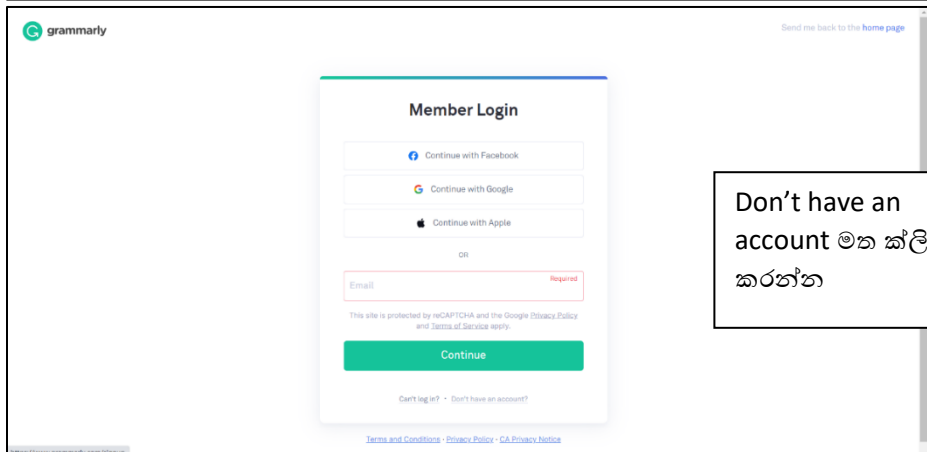 grammarly
Send me back to the home page
Member Login
Continue with Facebook
Continue with Google
Continue with Apple
OR
Email
Required
This site is protected by reCAPTCHA and the Google Privacy Policy
and Terms of Service apply.
Continue
Can't log in? • Don't have an account?
Terms and Conditions • Privacy Policy • CA Privacy Notice
Don’t have an
account මත
කරන්න